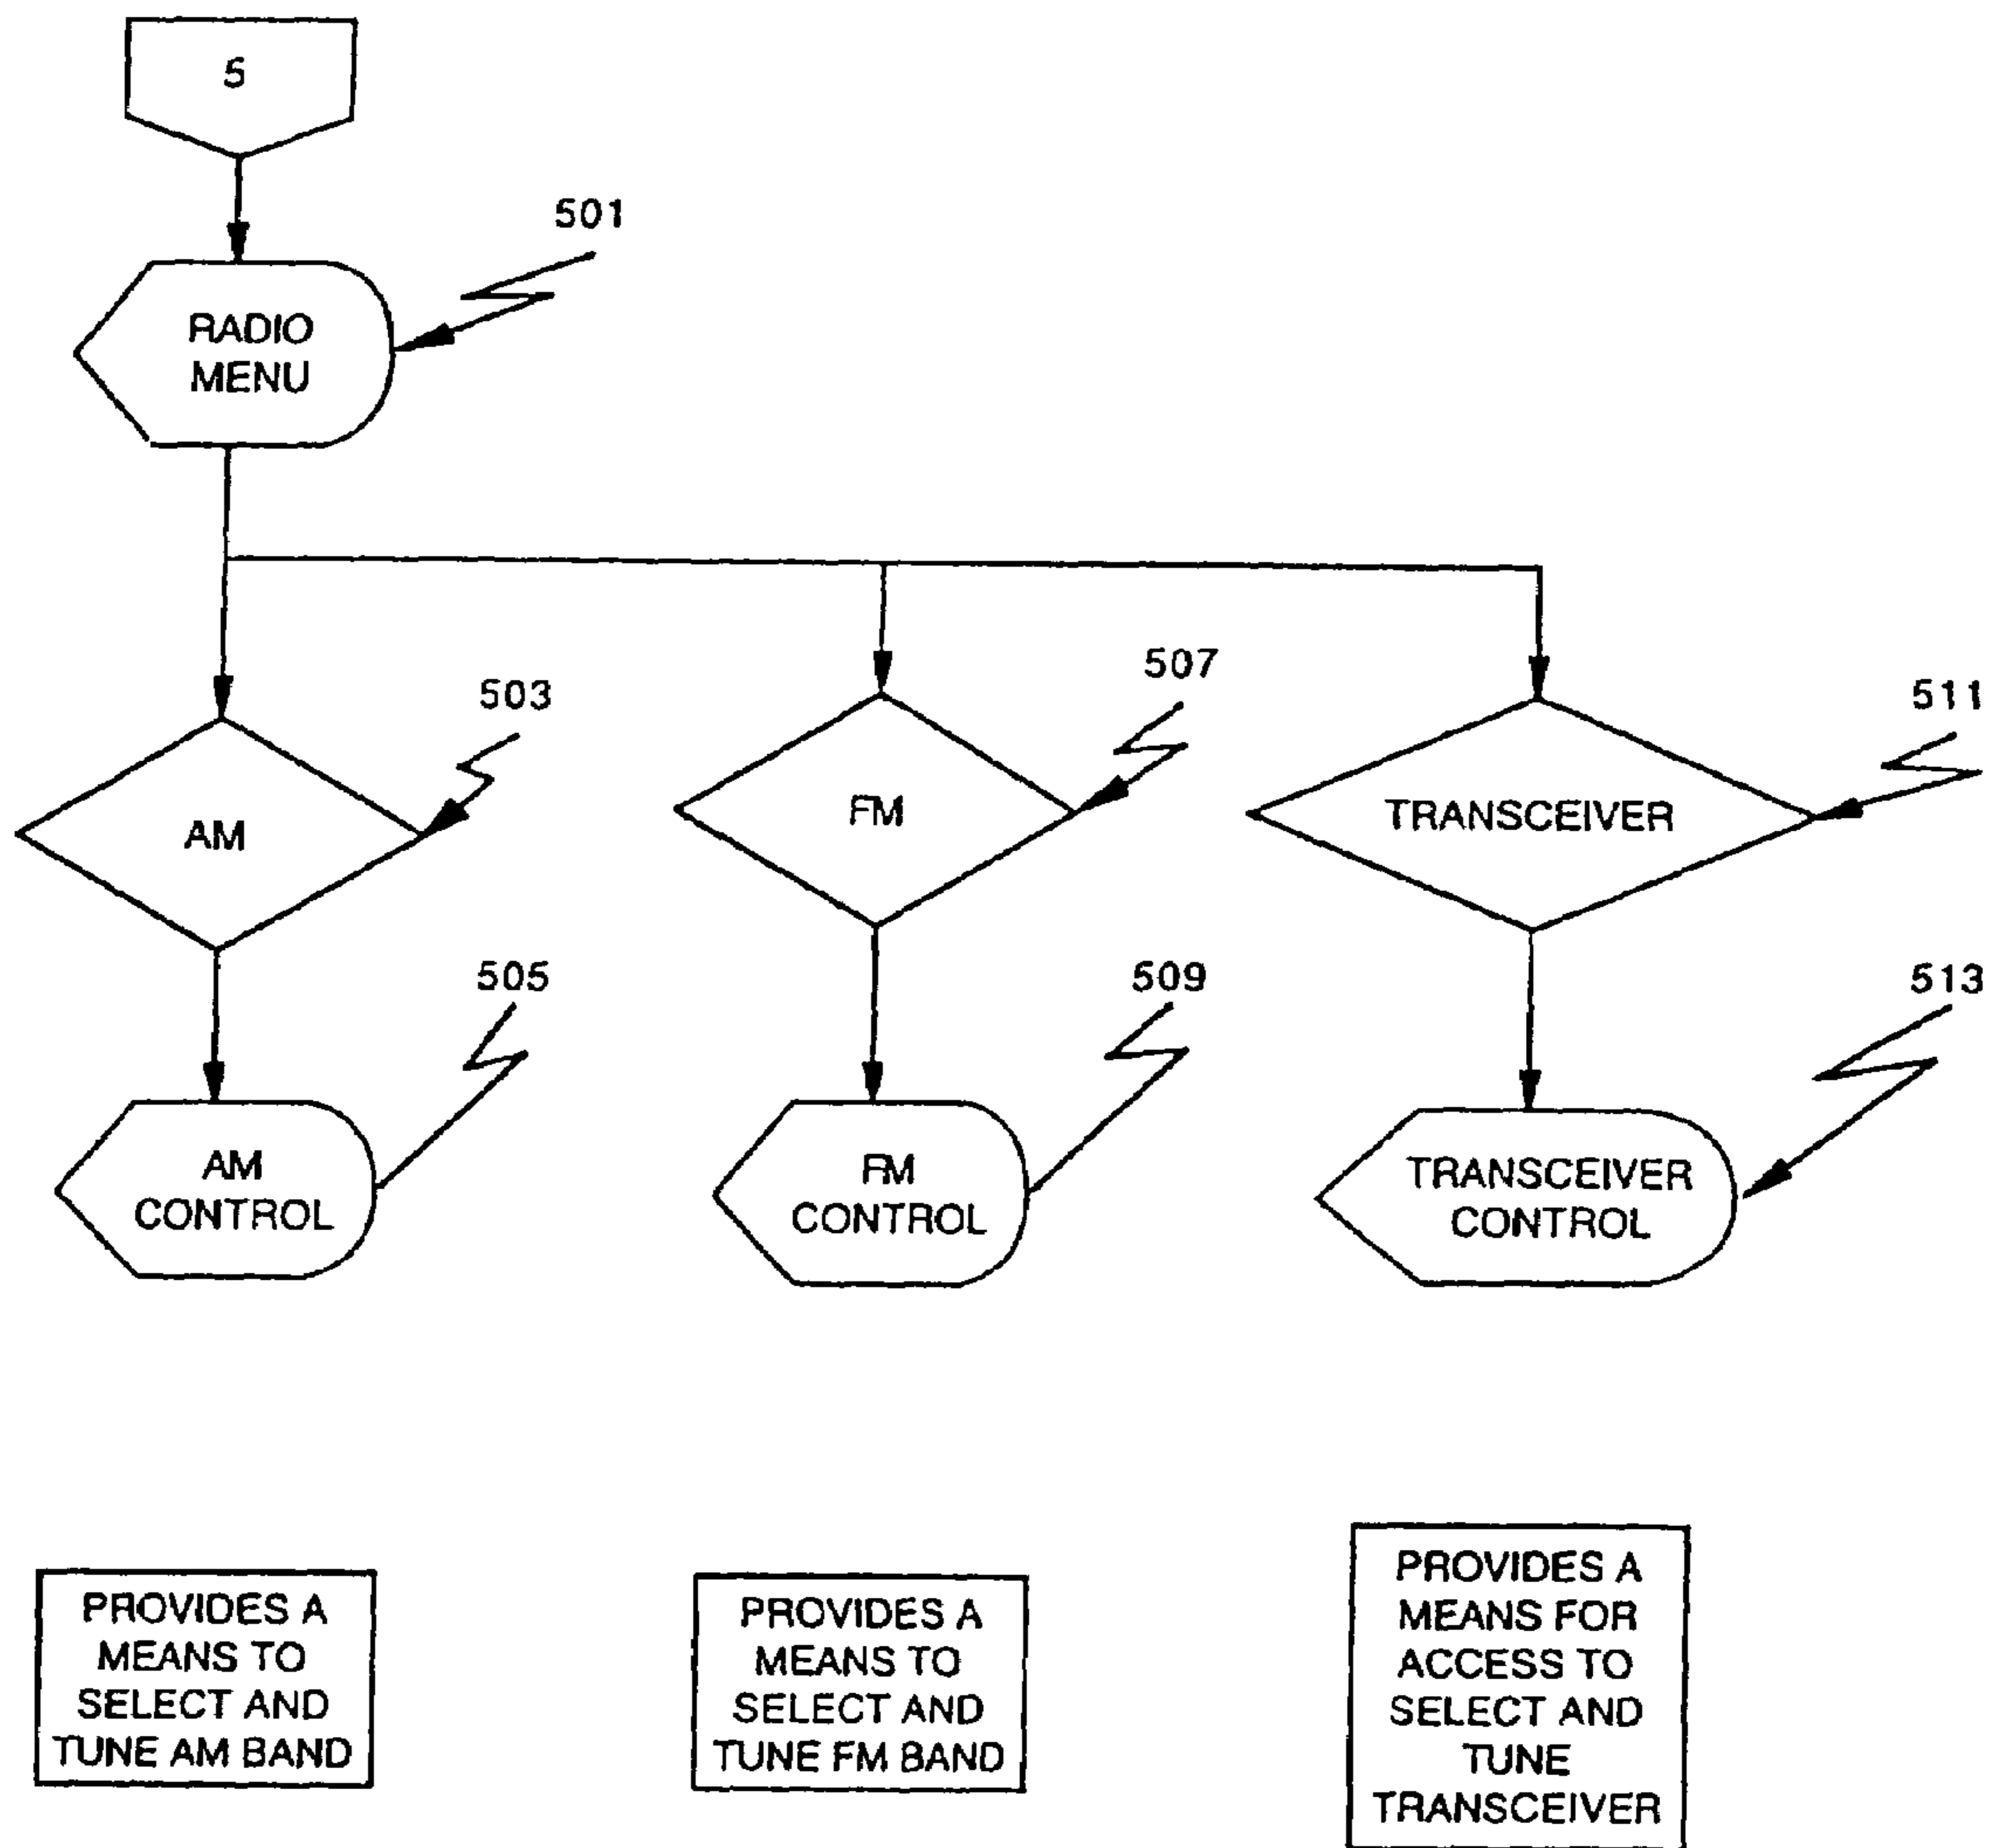 5
501
RADIO
MENU
503
507
511
AM
FM
TRANSCEIVER
505
509
513
AM
CONTROL
FM
CONTROL
TRANSCEIVER
CONTROL
PROVIDES A
MEANS TO
SELECT AND
TUNE AM BAND
PROVIDES A
MEANS TO
SELECT AND
TUNE FM BAND
PROVIDES A
MEANS FOR
ACCESS TO
SELECT AND
TUNE
TRANSCEIVER